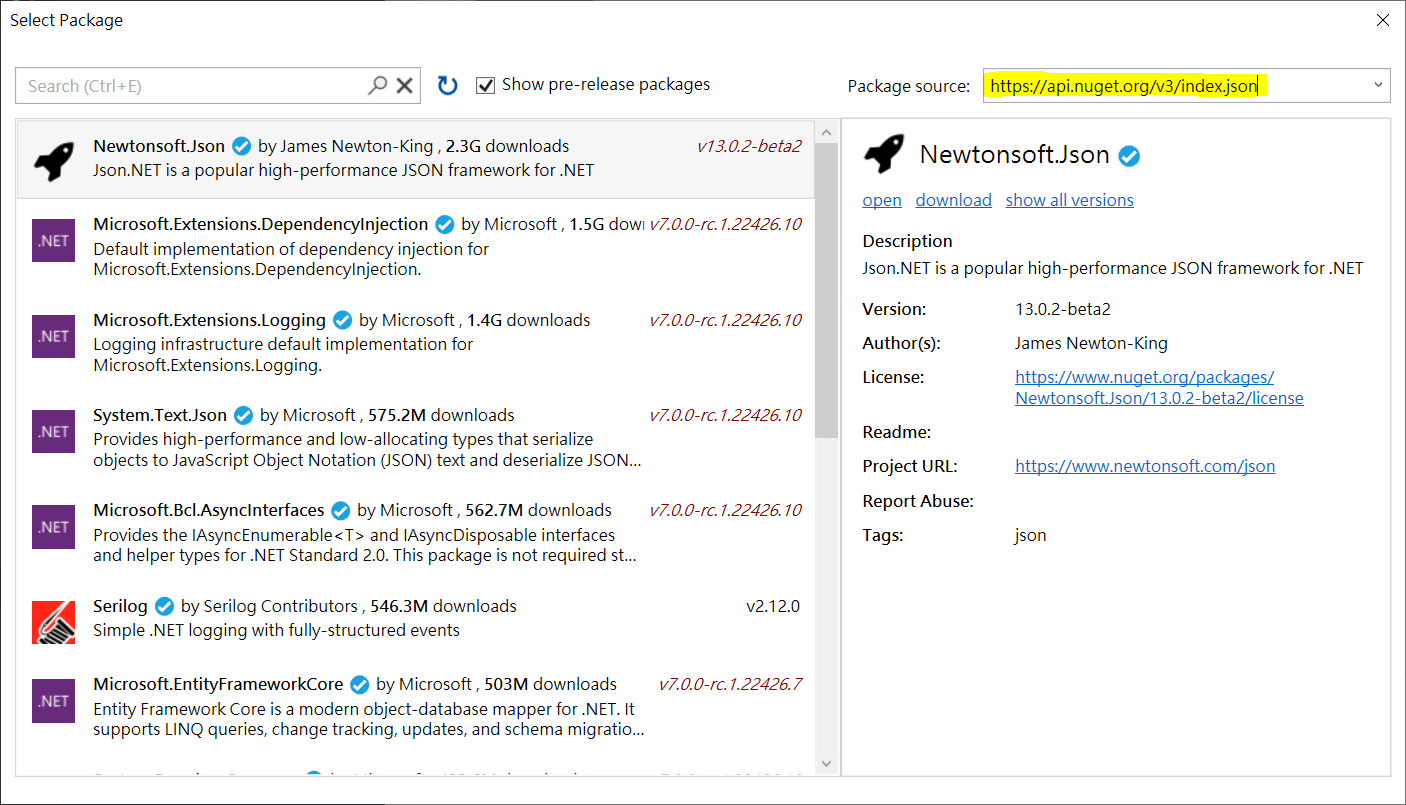 Select Package
Search (Ctrl+E)
Show pre-release packages
Package source:
https://api.nuget.org/v3/index.json
Newtonsoft.Json by James Newton-King , 2.3G downloads
v13.0.2-beta2
Json.NET is a popular high-performance JSON framework for .NET
.NET
Microsoft.Extensions.DependencyInjection by Microsoft , 1.5G
v7.0.0-rc.1.22426.10
Default implementation of dependency injection for
Microsoft.Extensions.DependencyInjection.
.NET
Microsoft.Extensions.Logging by Microsoft , 1.4G downloads
v7.0.0-rc.1.22426.10
Logging infrastructure default implementation for
Microsoft.Extensions.Logging.
.NET
System.Text.Json by Microsoft , 575.2M downloads
v7.0.0-rc.1.22426.10
Provides high-performance and low-allocating types that serialize
objects to JavaScript Object Notation (JSON) text and deserialize JSON...
.NET
Microsoft.Bcl.AsyncInterfaces by Microsoft , 562.7M downloads
v7.0.0-rc.1.22426.10
Provides the IAsyncEnumerable<T> and IAsyncDisposable interfaces
and helper types for .NET Standard 2.0. This package is not required st...
Serilog by Serilog Contributors , 546.3M downloads
v2.12.0
Simple .NET logging with fully-structured events
.NET
Microsoft.EntityFrameworkCore by Microsoft , 503M downloads
v7.0.0-rc.1.22426.7
Entity Framework Core is a modern object-database mapper for .NET. It
supports LINQ queries, change tracking, updates, and schema migratio...
Newtonsoft.Json
open download show all versions
Description
Json.NET is a popular high-performance JSON framework for .NET
Version: 13.0.2-beta2
Author(s): James Newton-King
License: https://www.nuget.org/packages/
Newtonsoft.Json/13.0.2-beta2/license
Readme:
Project URL: https://www.newtonsoft.com/json
Report Abuse:
Tags: json